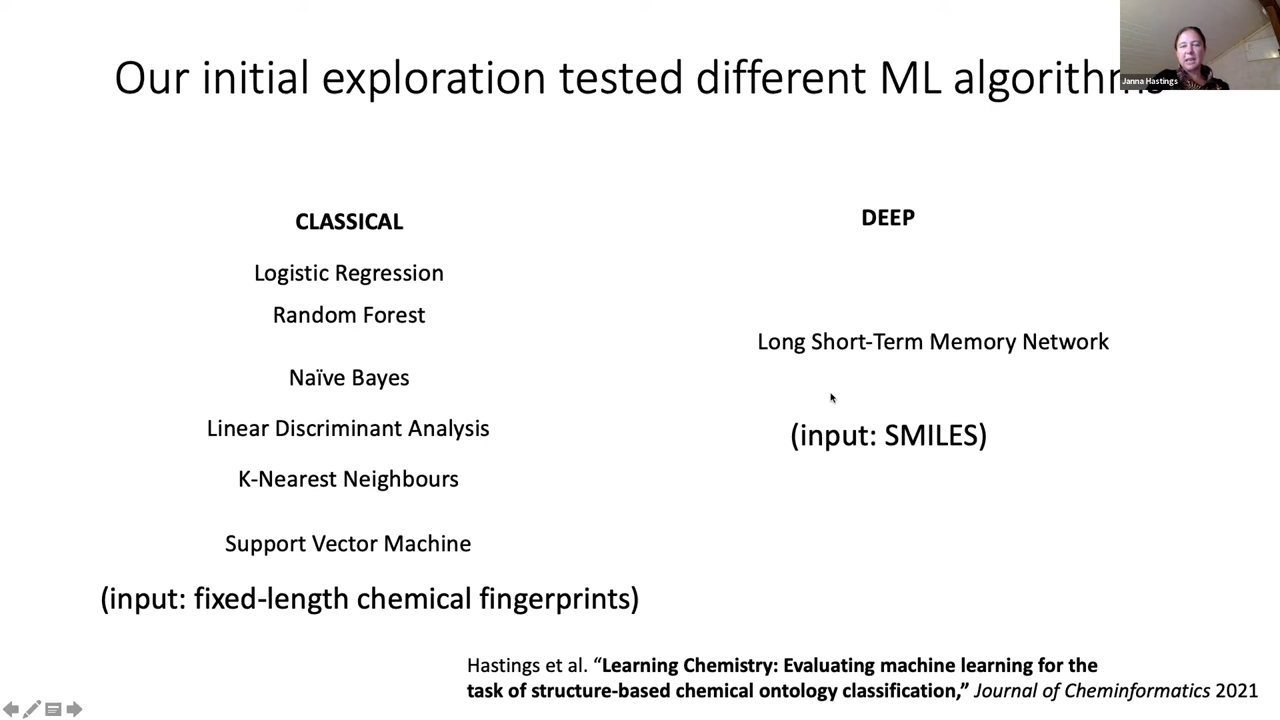 Our initial exploration tested different ML algorithms
Janna Hastings
CLASSICAL
Logistic Regression
Random Forest
Naïve Bayes
Linear Discriminant Analysis
K-Nearest Neighbours
Support Vector Machine
(input: fixed-length chemical fingerprints)
DEEP
Long Short-Term Memory Network
(input: SMILES)
Hastings et al. “Learning Chemistry: Evaluating machine learning for the
task of structure-based chemical ontology classification,” Journal of Cheminformatics 2021